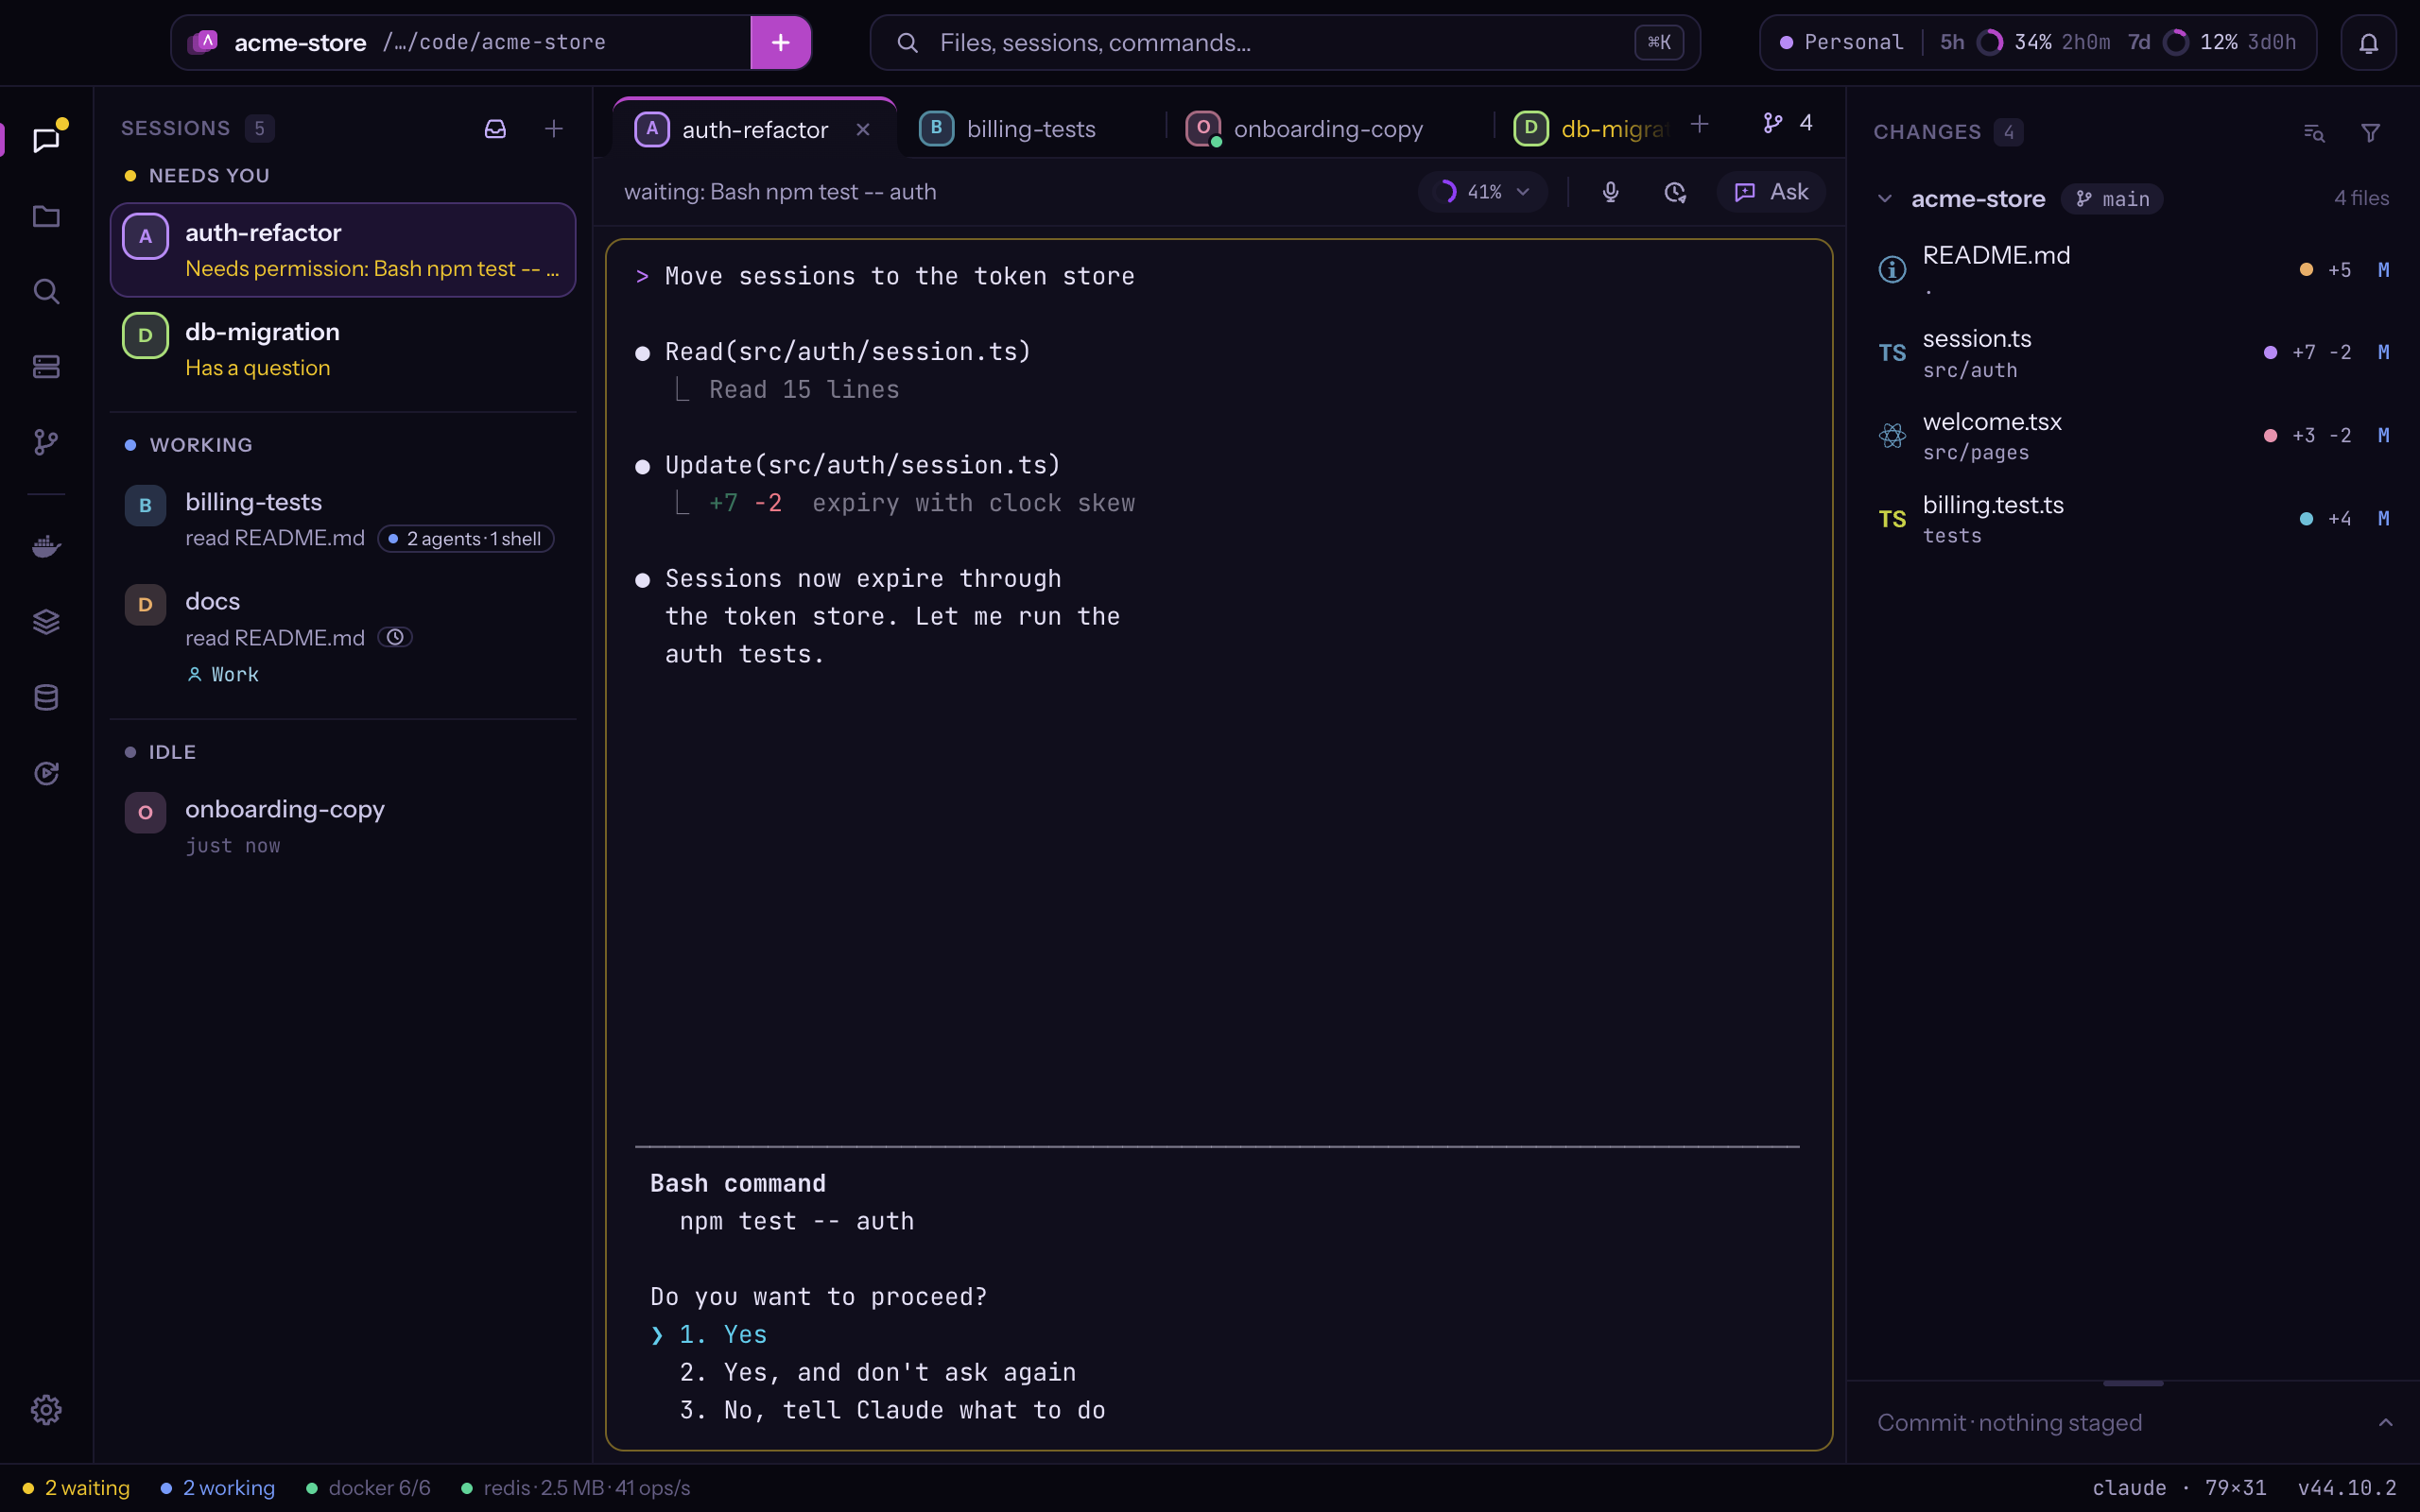 acme-store /…/code/acme-store
Files, sessions, commands... ⌘K
Personal 5h 34% 2h0m 7d 12% 3d0h
SESSIONS 5
NEEDS YOU
A auth-refactor
Needs permission: Bash npm test -- …
D db-migration
Has a question
WORKING
B billing-tests
read README.md 2 agents · 1 shell
D docs
read README.md
Work
IDLE
O onboarding-copy
just now
A auth-refactor
B billing-tests
O onboarding-copy
D db-migra
4
waiting: Bash npm test -- auth
41%
Ask
> Move sessions to the token store
● Read(src/auth/session.ts)
⎿ Read 15 lines
● Update(src/auth/session.ts)
⎿ +7 -2 expiry with clock skew
● Sessions now expire through
the token store. Let me run the
auth tests.
Bash command
npm test -- auth
Do you want to proceed?
❯ 1. Yes
2. Yes, and don't ask again
3. No, tell Claude what to do
CHANGES 4
acme-store main 4 files
README.md
.
+5 M
TS session.ts
src/auth
+7 -2 M
welcome.tsx
src/pages
+3 -2 M
TS billing.test.ts
tests
+4 M
Commit · nothing staged
2 waiting 2 working docker 6/6 redis · 2.5 MB · 41 ops/s
claude · 79×31 v44.10.2